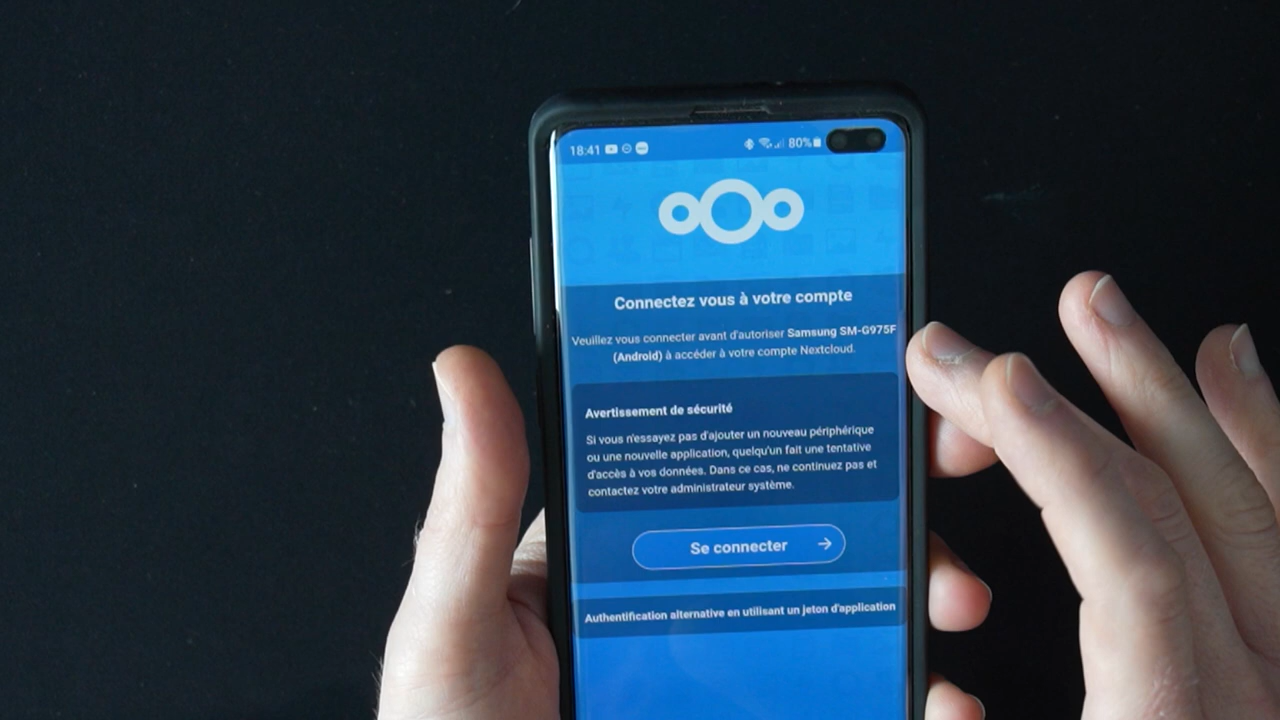 18:41 80%
Connectez vous à votre compte
Veuillez vous connecter avant d'autoriser Samsung SM-G975F
(Android) à accéder à votre compte Nextcloud.
Avertissement de sécurité
Si vous n'essayez pas d'ajouter un nouveau périphérique
ou une nouvelle application, quelqu'un fait une tentative
d'accès à vos données. Dans ce cas, ne continuez pas et
contactez votre administrateur système.
Se connecter
Authentification alternative en utilisant un jeton d'application